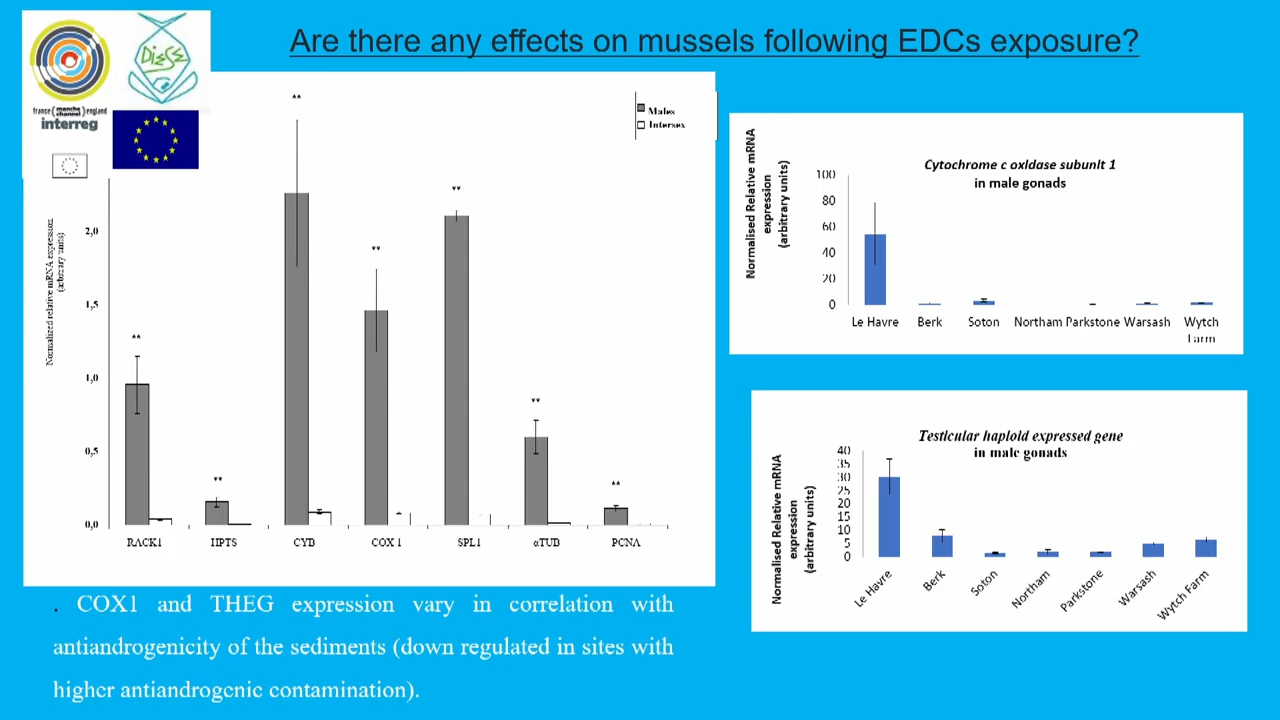 Are there any effects on mussels following EDCs exposure?
DIESE
france ( manche channel ) england
interreg
Males
Intersex
Normalized relative mRNA expression
(arbitrary units)
2,0
1,5
1,0
0,5
0,0
**
**
**
**
**
**
**
RACK1 HPTS CYB COX 1 SPL1 αTUB PCNA
Normalised Relative mRNA
expression
(arbitrary units)
Cytochrome c oxidase subunit 1
in male gonads
100
80
60
40
20
0
Le Havre Berk Soton Northam Parkstone Warsash Wytch
Farm
Normalised Relative mRNA
expression
(arbitrary units)
Testicular haploid expressed gene
in male gonads
40
35
30
25
20
15
10
5
0
Le Havre Berk Soton Northam Parkstone Warsash Wytch Farm
. COX1 and THEG expression vary in correlation with
antiandrogenicity of the sediments (down regulated in sites with
higher antiandrogenic contamination).